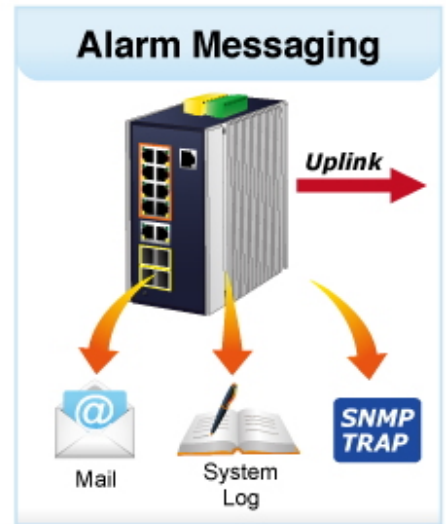 Alarm Messaging
Uplink
@
Mail
System
Log
SNMP
TRAP